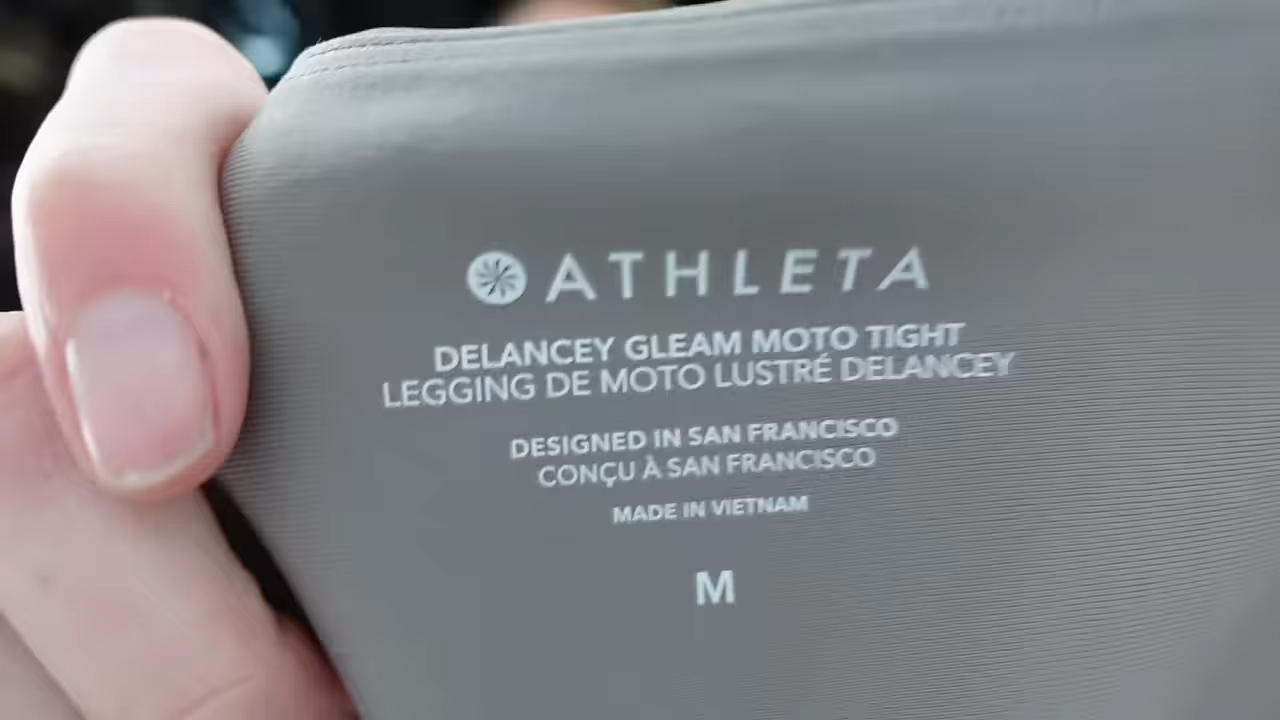 ATHLETA
DELANCEY GLEAM MOTO TIGHT
LEGGING DE MOTO LUSTRÉ DELANCEY
DESIGNED IN SAN FRANCISCO
CONÇU À SAN FRANCISCO
MADE IN VIETNAM
M